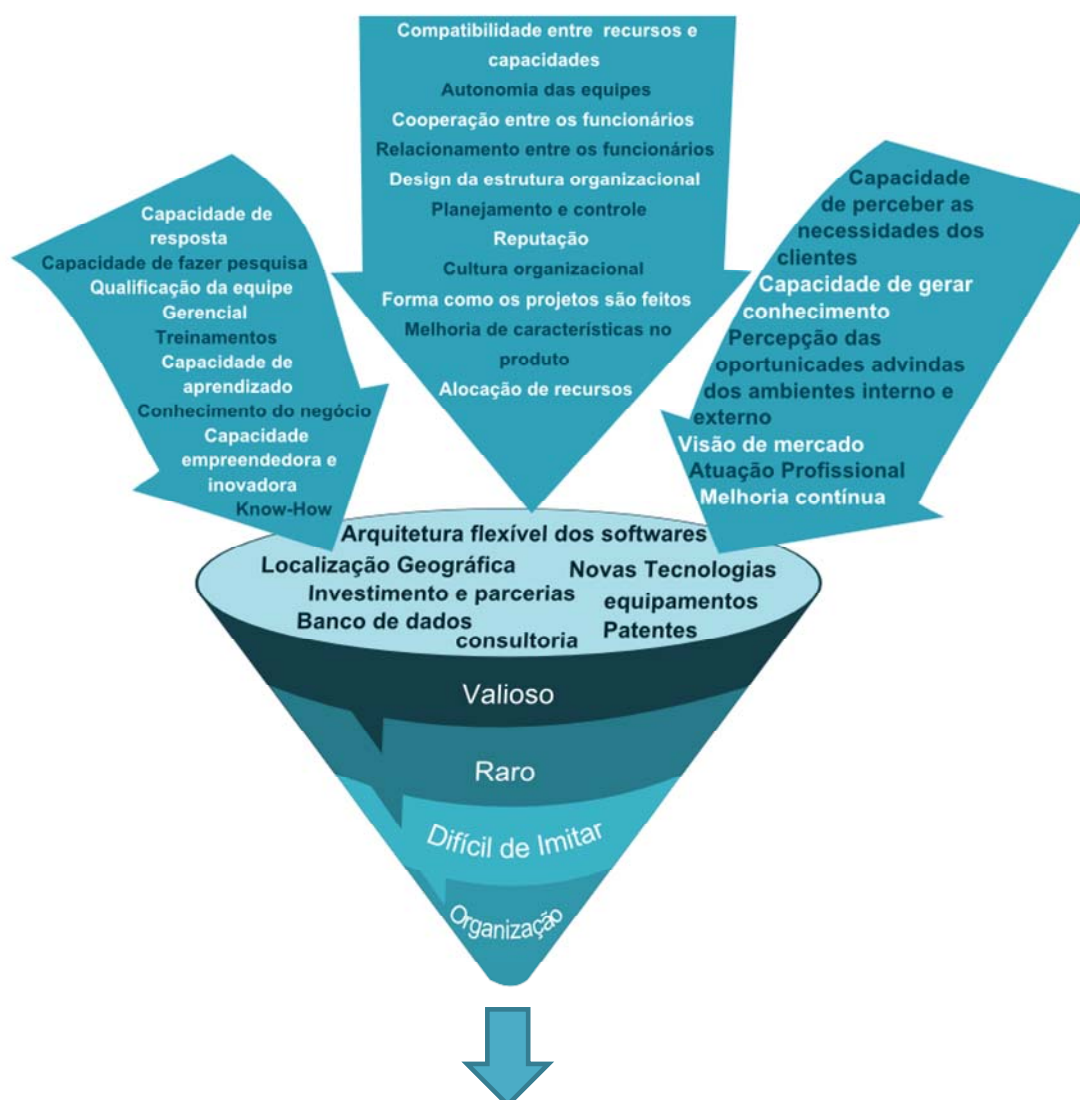 Compatibilidade entre recursos e
capacidades
Autonomia das equipes
Cooperação entre os funcionários
Relacionamento entre os funcionários
Design da estrutura organizacional
Planejamento e controle
Reputação
Cultura organizacional
Forma como os projetos são feitos
Melhoria de características no
produto
Alocação de recursos
Capacidade de
resposta
Capacidade de fazer pesquisa
Qualificação da equipe
Gerencial
Treinamentos
Capacidade de
aprendizado
Conhecimento do negócio
Capacidade
empreendedora e
inovadora
Know-How
Capacidade
de perceber as
necessidades dos
clientes
Capacidade de gerar
conhecimento
Percepção das
oportunicades advindas
dos ambientes interno e
externo
Visão de mercado
Atuação Profissional
Melhoria contínua
Arquitetura flexível dos softwares
Localização Geográfica
Novas Tecnologias
Investimento e parcerias
equipamentos
Banco de dados
Patentes
consultoria
Valioso
Raro
Difícil de Imitar
Organização